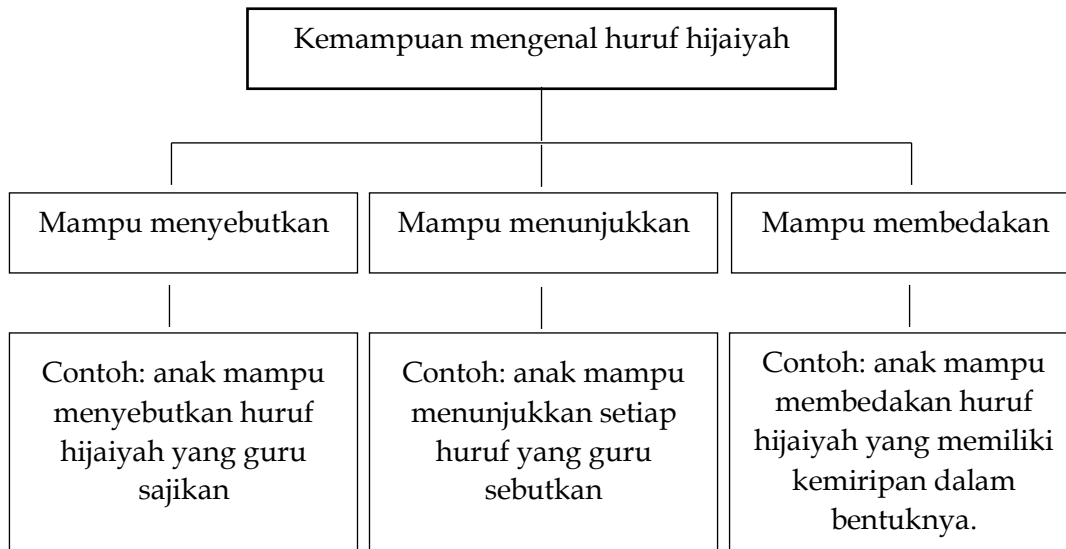 Kemampuan mengenal huruf hijaiyah
Mampu menyebutkan
Mampu menunjukkan
Mampu membedakan
Contoh: anak mampu
menyebutkan huruf
hijaiyah yang guru
sajikan
Contoh: anak mampu
menunjukkan setiap
huruf yang guru
sebutkan
Contoh: anak mampu
membedakan huruf
hijaiyah yang memiliki
kemiripan dalam
bentuknya.